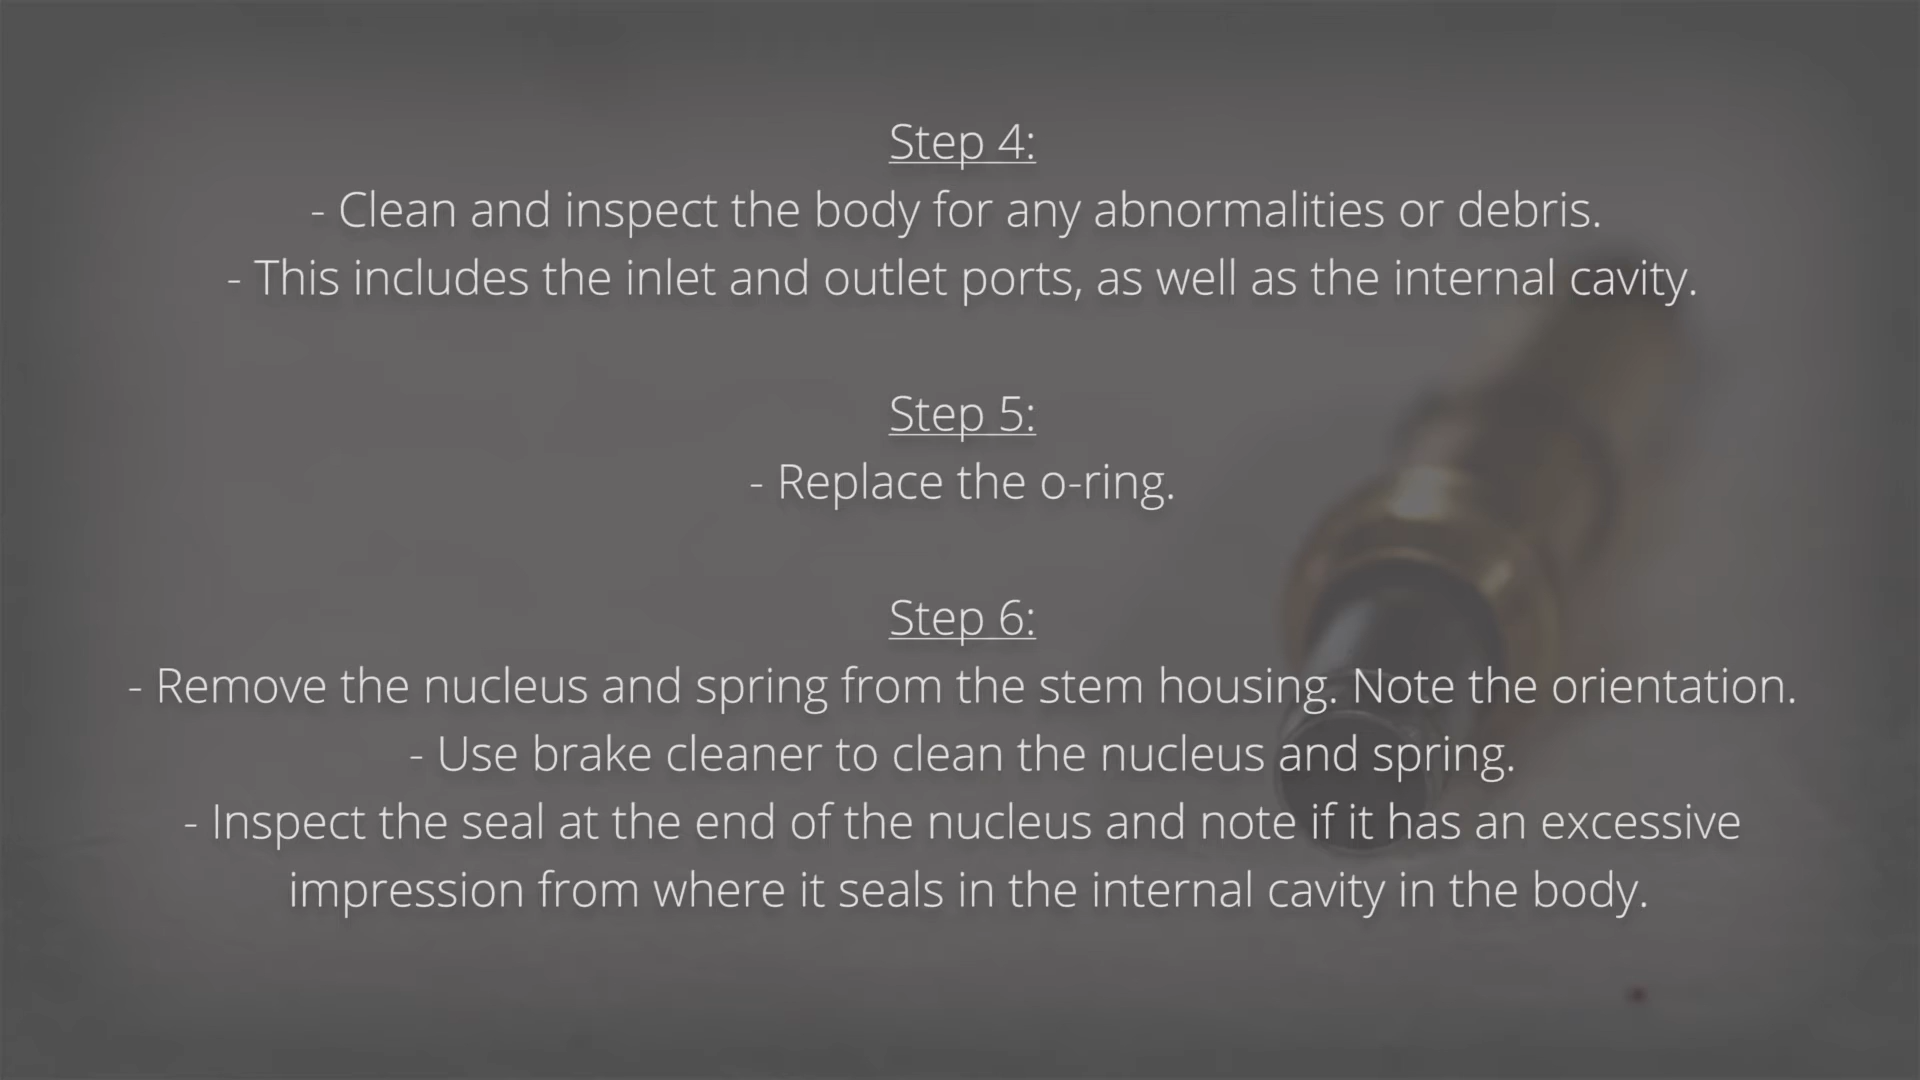 Step 4:
- Clean and inspect the body for any abnormalities or debris.
- This includes the inlet and outlet ports, as well as the internal cavity.
Step 5:
- Replace the o-ring.
Step 6:
- Remove the nucleus and spring from the stem housing. Note the orientation.
- Use brake cleaner to clean the nucleus and spring.
- Inspect the seal at the end of the nucleus and note if it has an excessive
impression from where it seals in the internal cavity in the body.